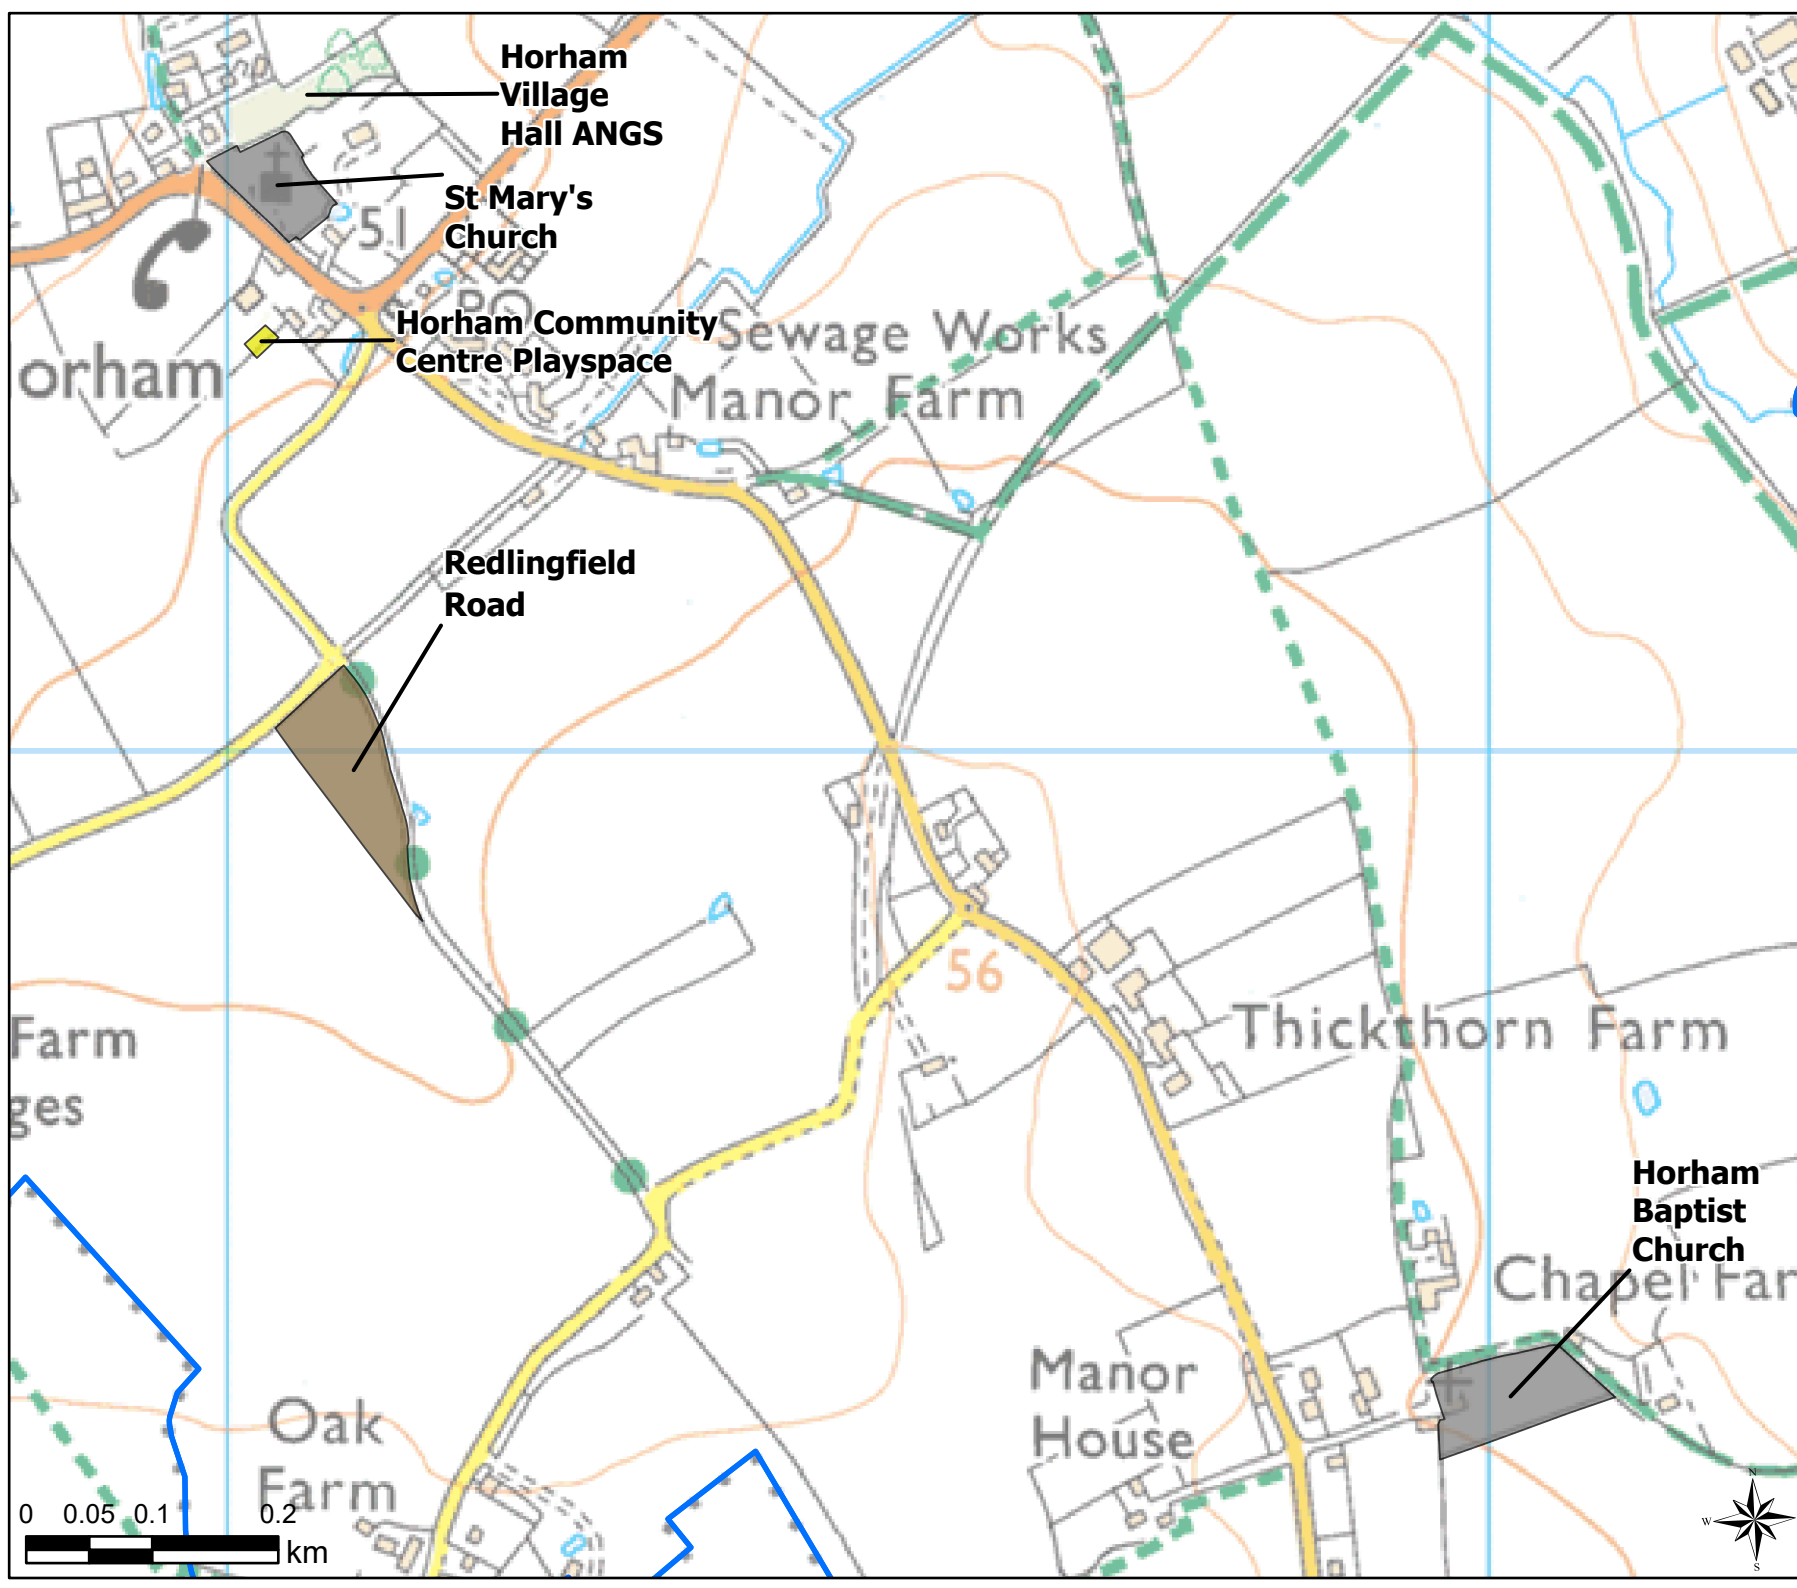 Horham
Village
Hall ANGS
St Mary's
Church
51
PO
Horham Community
Centre Playspace
orham
Sewage Works
Manor Farm
Redlingfield
Road
56
Thickthorn Farm
Farm
ges
Horham
Baptist
Church
Chapel Far
Manor
House
Oak
Farm
0 0.05 0.1 0.2
km
N
W
S